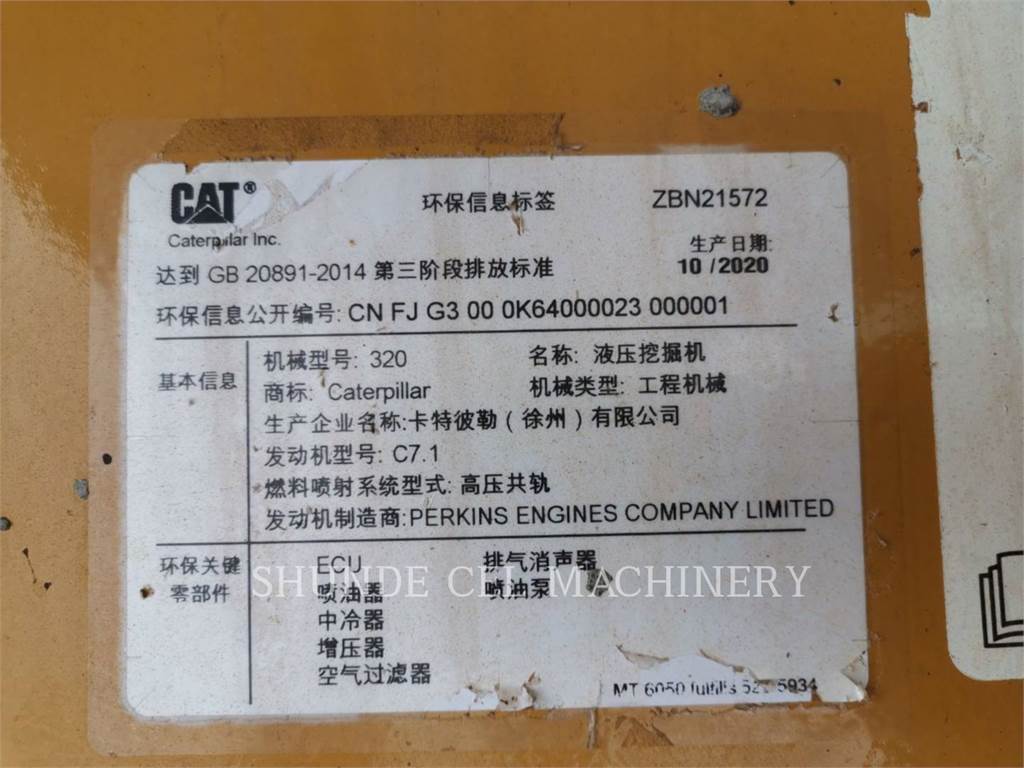 CAT® 环保信息标签 ZBN21572
Caterpillar Inc. 生产日期:
达到 GB 20891-2014 第三阶段排放标准 10 /2020
环保信息公开编号: CN FJ G3 00 0K64000023 000001
基本信息
机械型号: 320 名称: 液压挖掘机
商标: Caterpillar 机械类型: 工程机械
生产企业名称:卡特彼勒(徐州)有限公司
发动机型号: C7.1
燃料喷射系统型式: 高压共轨
发动机制造商:PERKINS ENGINES COMPANY LIMITED
环保关键
零部件
ECU 排气消声器
喷油器 喷油泵
中冷器
增压器
空气过滤器
MT 6050 fulfills 5934
SHUNDE CLL MACHINERY